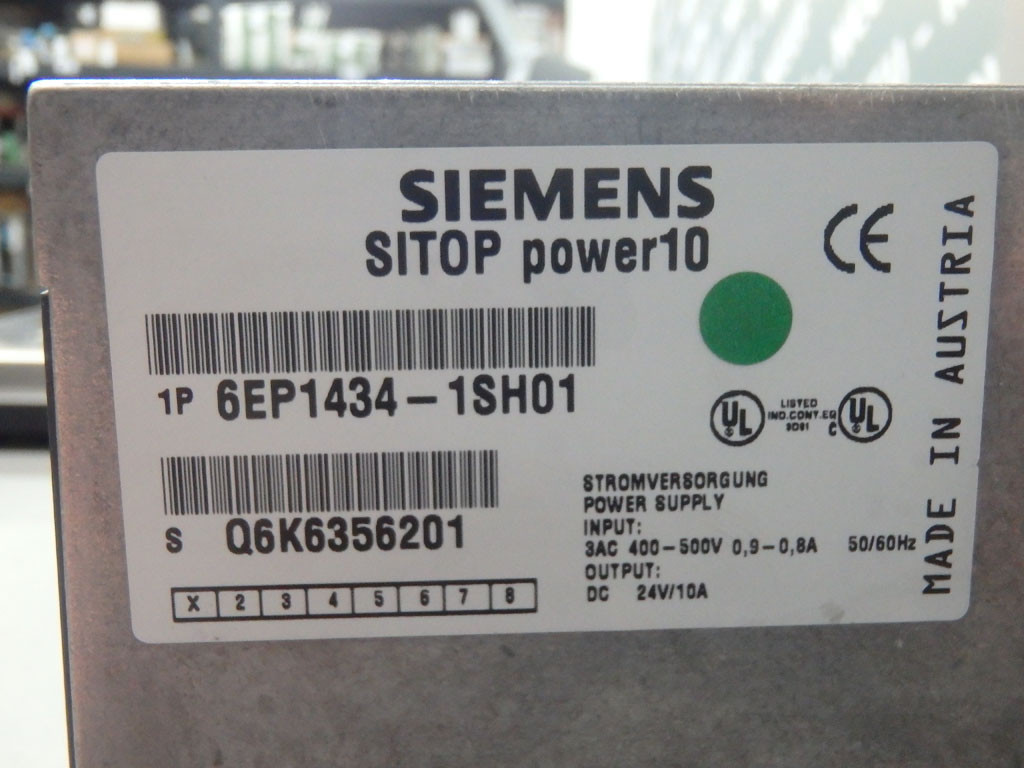 SIEMENS
SITOP power10
CE
MADE IN AUSTRIA
1P 6EP1434-1SH01
UL
LISTED
IND.CONT.EQ
9D91
C UL
S Q6K6356201
STROMVERSORGUNG
POWER SUPPLY
INPUT:
3AC 400-500V 0,9-0,8A 50/60Hz
OUTPUT:
DC 24V/10A
X 2 3 4 5 6 7 8